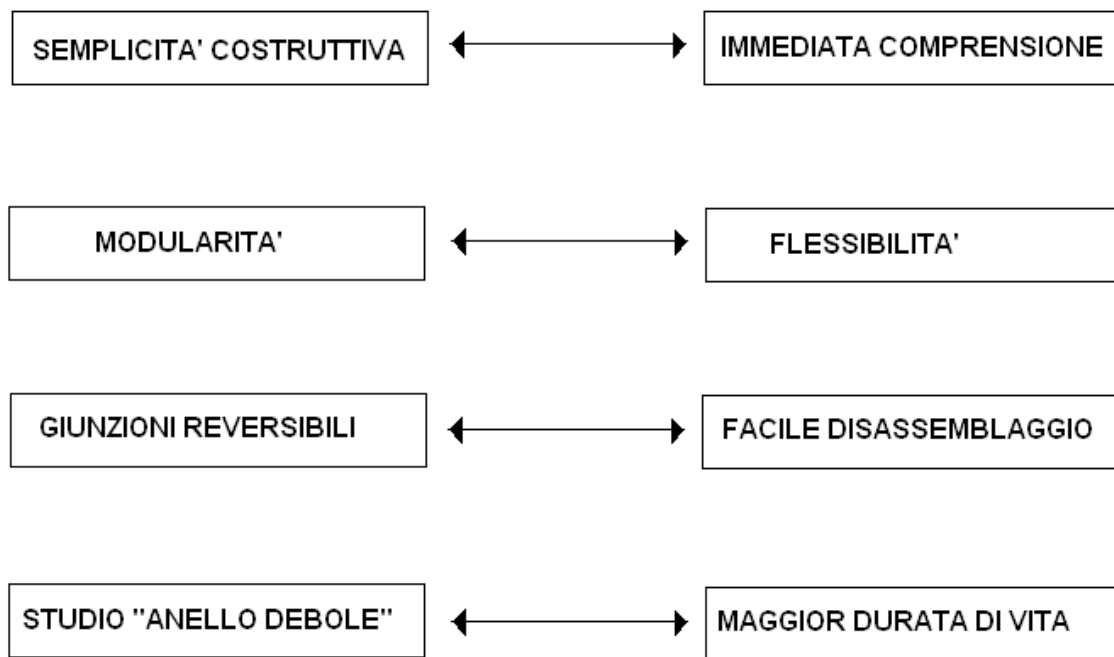 SEMPLICITA' COSTRUTTIVA
IMMEDIATA COMPRENSIONE
MODULARITA'
FLESSIBILITA'
GIUNZIONI REVERSIBILI
FACILE DISASSEMBLAGGIO
STUDIO "ANELLO DEBOLE"
MAGGIOR DURATA DI VITA